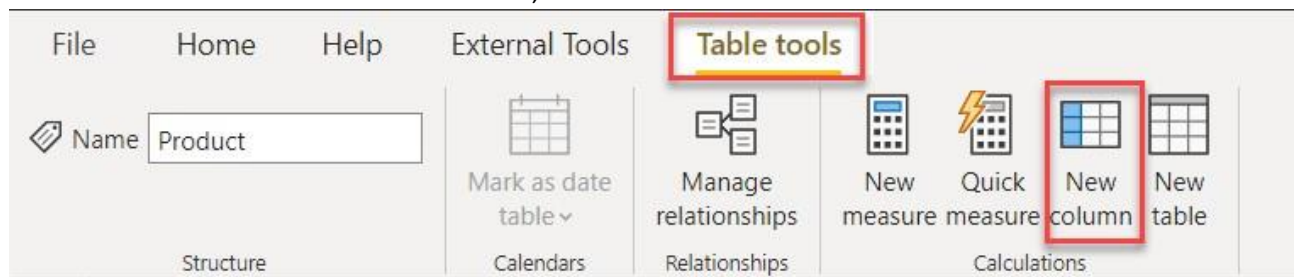 File Home Help External Tools Table tools
Name Product
Mark as date Manage New Quick New New
table relationships measure measure column table
Structure Calendars Relationships Calculations